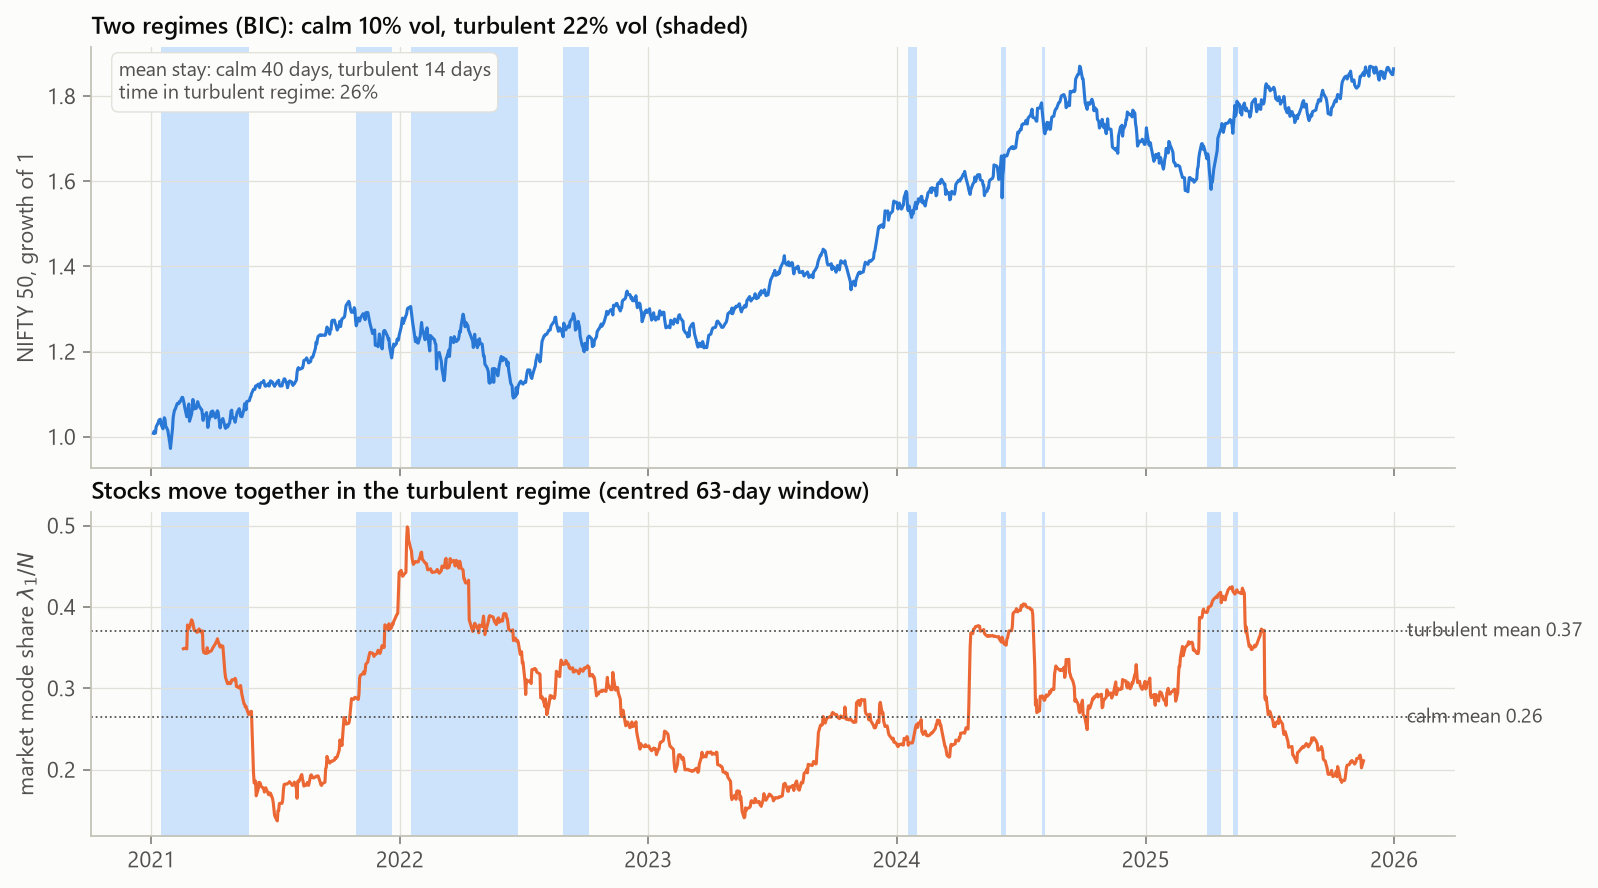 Two regimes (BIC): calm 10% vol, turbulent 22% vol (shaded)
mean stay: calm 40 days, turbulent 14 days
time in turbulent regime: 26%
NIFTY 50, growth of 1
1.8
1.6
1.4
1.2
1.0
Stocks move together in the turbulent regime (centred 63-day window)
market mode share λ₁/N
0.5
0.4
0.3
0.2
turbulent mean 0.37
calm mean 0.26
2021
2022
2023
2024
2025
2026